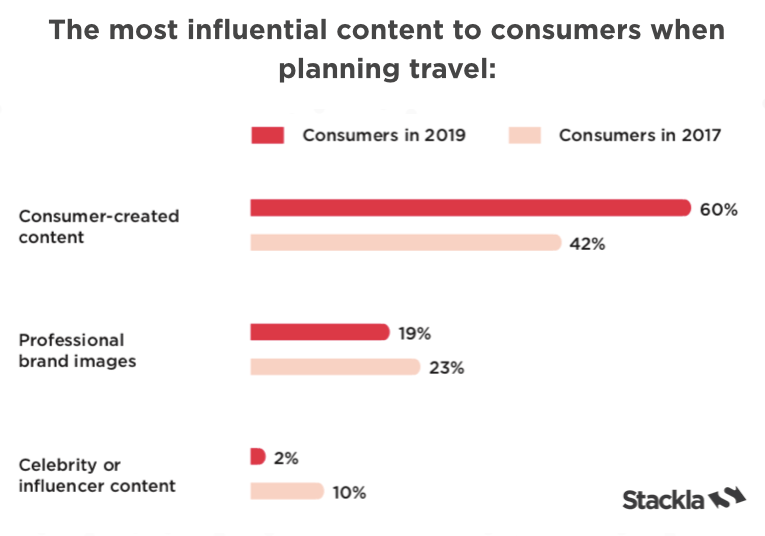 The most influential content to consumers when
planning travel:
Consumers in 2019
Consumers in 2017
Consumer-created
content
60%
42%
Professional
brand images
19%
23%
Celebrity or
influencer content
2%
10%
Stackla